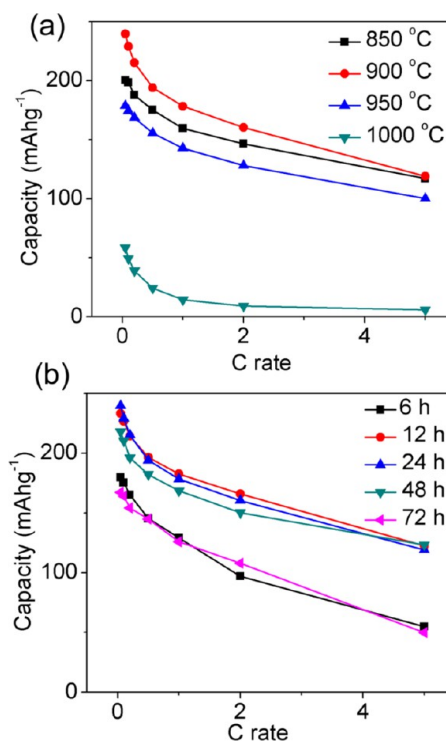 (a)
850 °C
900 °C
950 °C
1000 °C
200
100
0
Capacity (mAhg⁻¹)
0 2 4
C rate
(b)
6 h
12 h
24 h
48 h
72 h
200
100
0
Capacity (mAhg⁻¹)
0 2 4
C rate